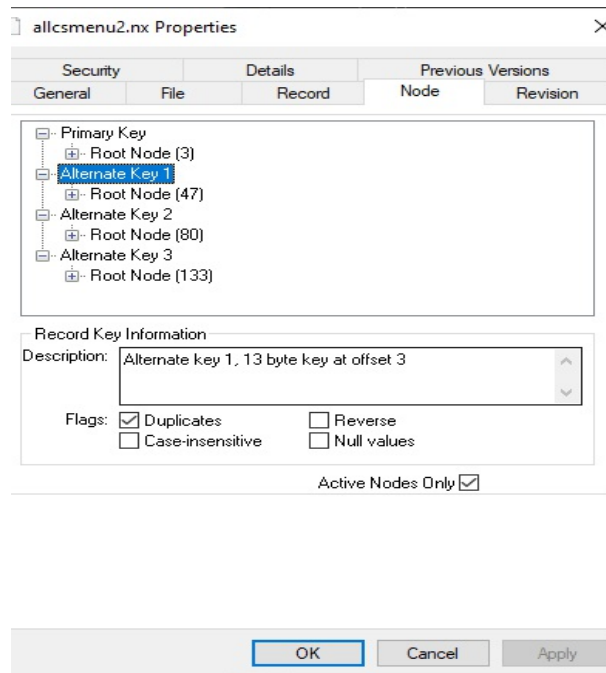 allcsmenu2.nx Properties
Security Details Previous Versions
General File Record Node Revision
Primary Key
Root Node (3)
Alternate Key 1
Root Node (47)
Alternate Key 2
Root Node (80)
Alternate Key 3
Root Node (133)
Record Key Information
Description: Alternate key 1, 13 byte key at offset 3
Flags: Duplicates Reverse
Case-insensitive Null values
Active Nodes Only
OK Cancel Apply